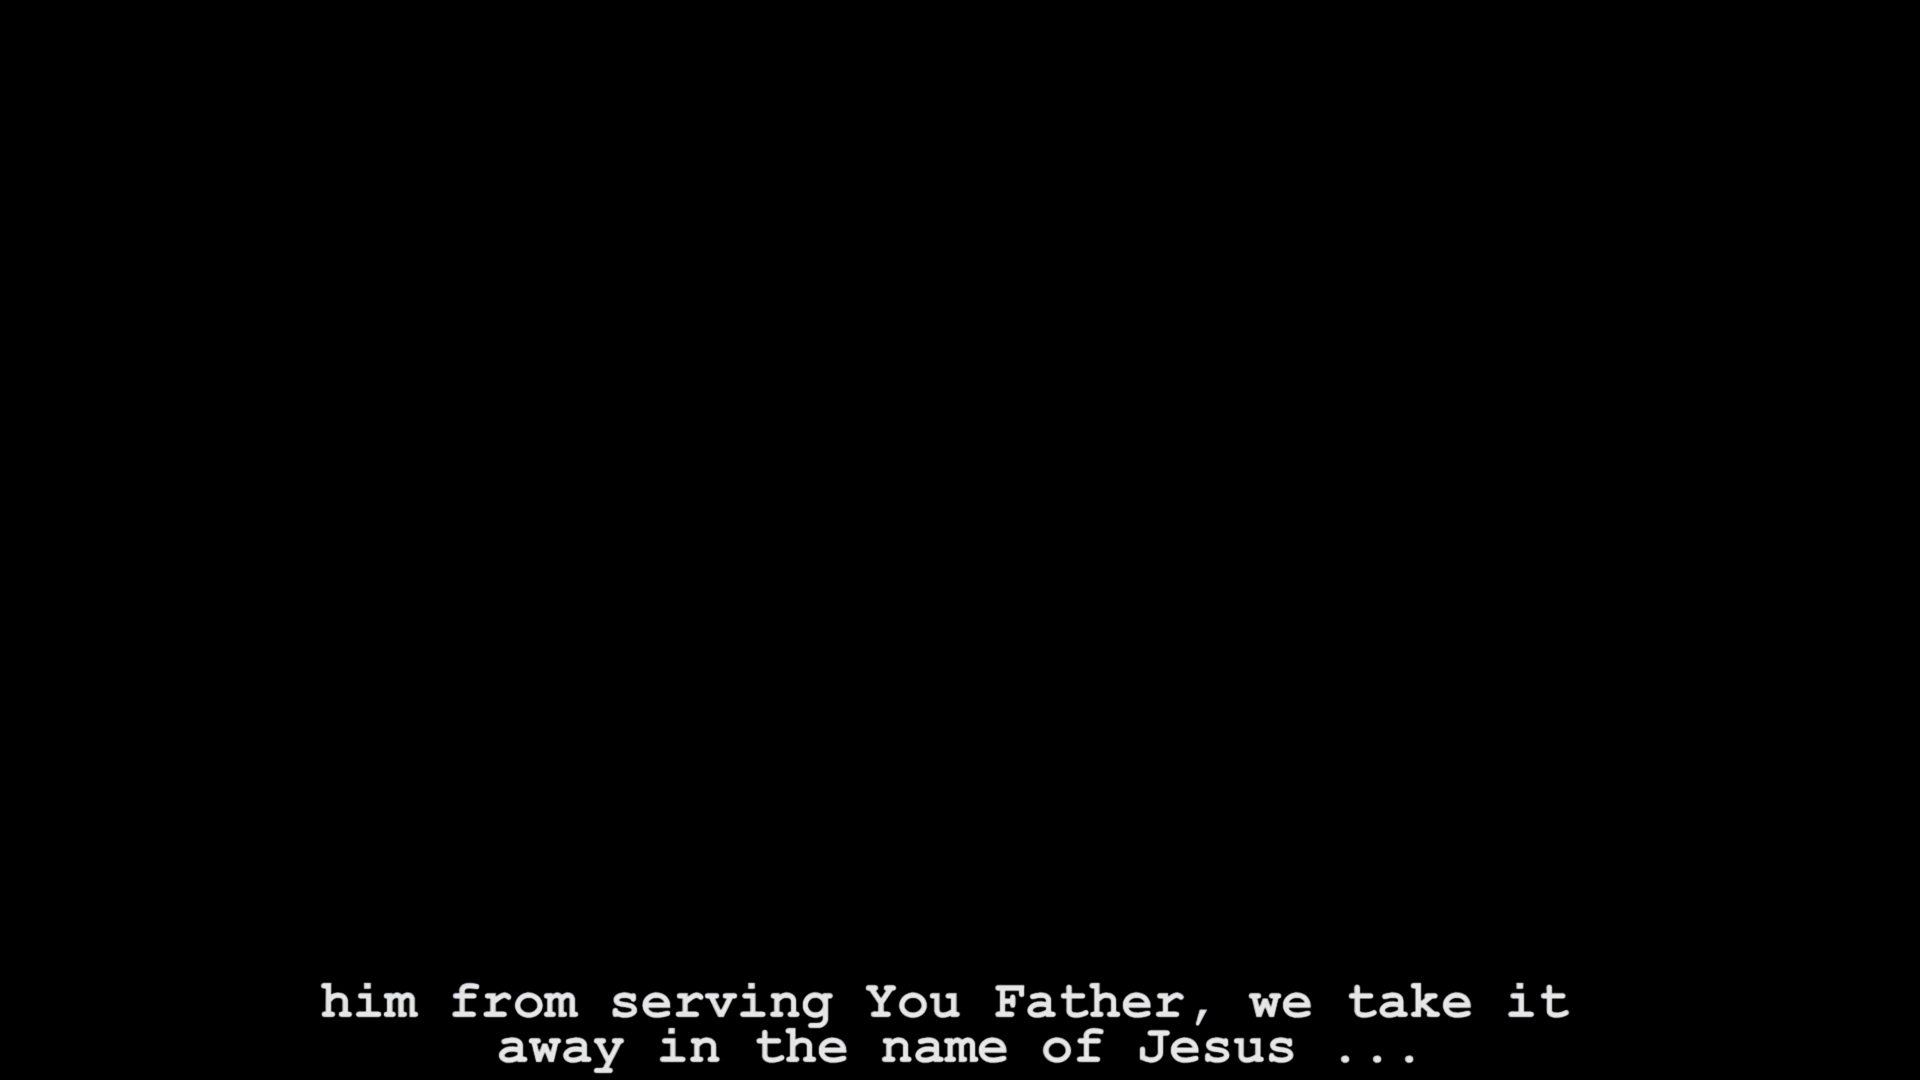 him from serving You Father, we take it
away in the name of Jesus ...